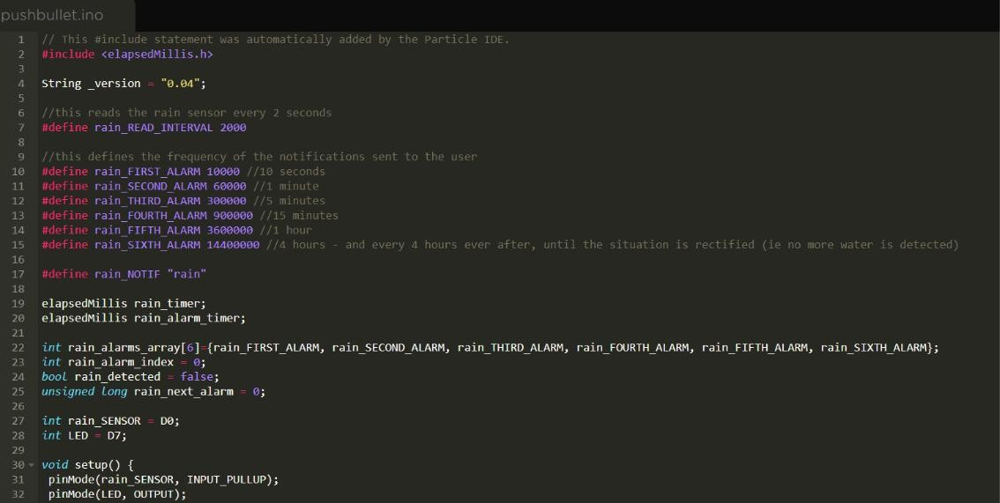 pushbullet.ino
1 // This #include statement was automatically added by the Particle IDE.
2 #include <elapsedMillis.h>
3
4 String _version = "0.04";
5
6 //this reads the rain sensor every 2 seconds
7 #define rain_READ_INTERVAL 2000
8
9 //this defines the frequency of the notifications sent to the user
10 #define rain_FIRST_ALARM 10000 //10 seconds
11 #define rain_SECOND_ALARM 60000 //1 minute
12 #define rain_THIRD_ALARM 300000 //5 minutes
13 #define rain_FOURTH_ALARM 900000 //15 minutes
14 #define rain_FIFTH_ALARM 3600000 //1 hour
15 #define rain_SIXTH_ALARM 14400000 //4 hours - and every 4 hours ever after, until the situation is rectified (ie no more water is detected)
16
17 #define rain_NOTIF "rain"
18
19 elapsedMillis rain_timer;
20 elapsedMillis rain_alarm_timer;
21
22 int rain_alarms_array[6]={rain_FIRST_ALARM, rain_SECOND_ALARM, rain_THIRD_ALARM, rain_FOURTH_ALARM, rain_FIFTH_ALARM, rain_SIXTH_ALARM};
23 int rain_alarm_index = 0;
24 bool rain_detected = false;
25 unsigned long rain_next_alarm = 0;
26
27 int rain_SENSOR = D0;
28 int LED = D7;
29
30 void setup() {
31 pinMode(rain_SENSOR, INPUT_PULLUP);
32 pinMode(LED, OUTPUT);